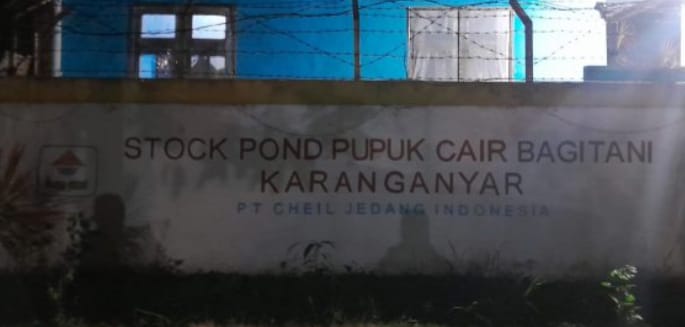 STOCK POND PUPUK CAIR BAGITANI
KARANGANYAR
PT CHEIL JEDANG INDONESIA